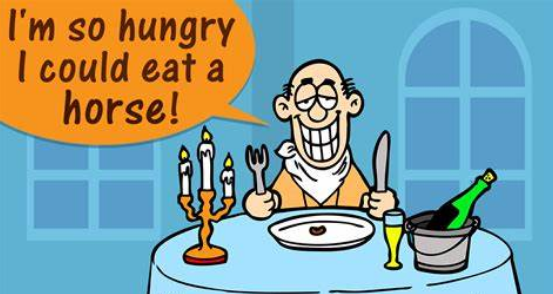 I'm so hungry
I could eat a
horse!